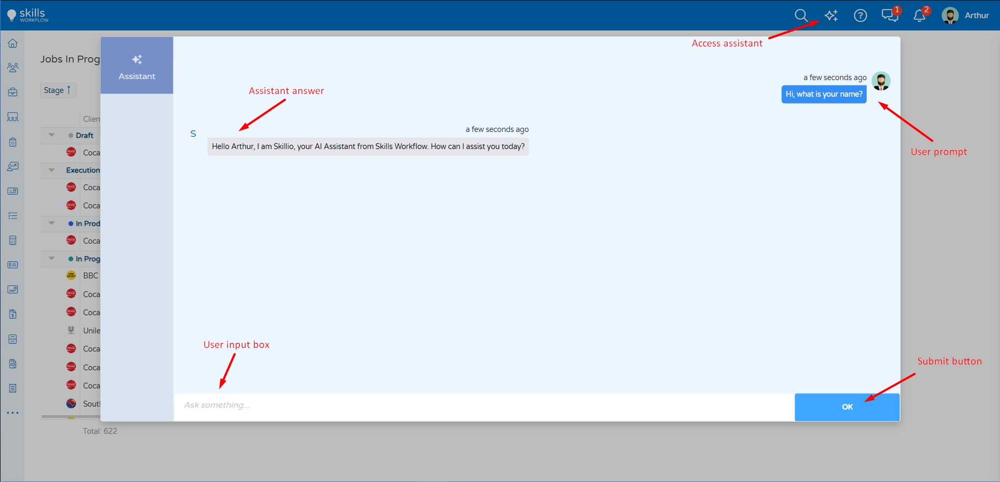 skills
WORKFLOW
1
2
Arthur
Access assistant
Jobs In Prog
Assistant
a few seconds ago
Hi, what is your name?
Stage ↑
Assistant answer
User prompt
Clien
a few seconds ago
S
Hello Arthur, I am Skillio, your AI Assistant from Skills Workflow. How can I assist you today?
Draft
Coca
Execution
Coca
Coca
In Prod
Coca
In Prog
BBC
Coca
Coca
Unile
Coca
Coca
Coca
Sout
User input box
Submit button
Ask something...
OK
Total: 622